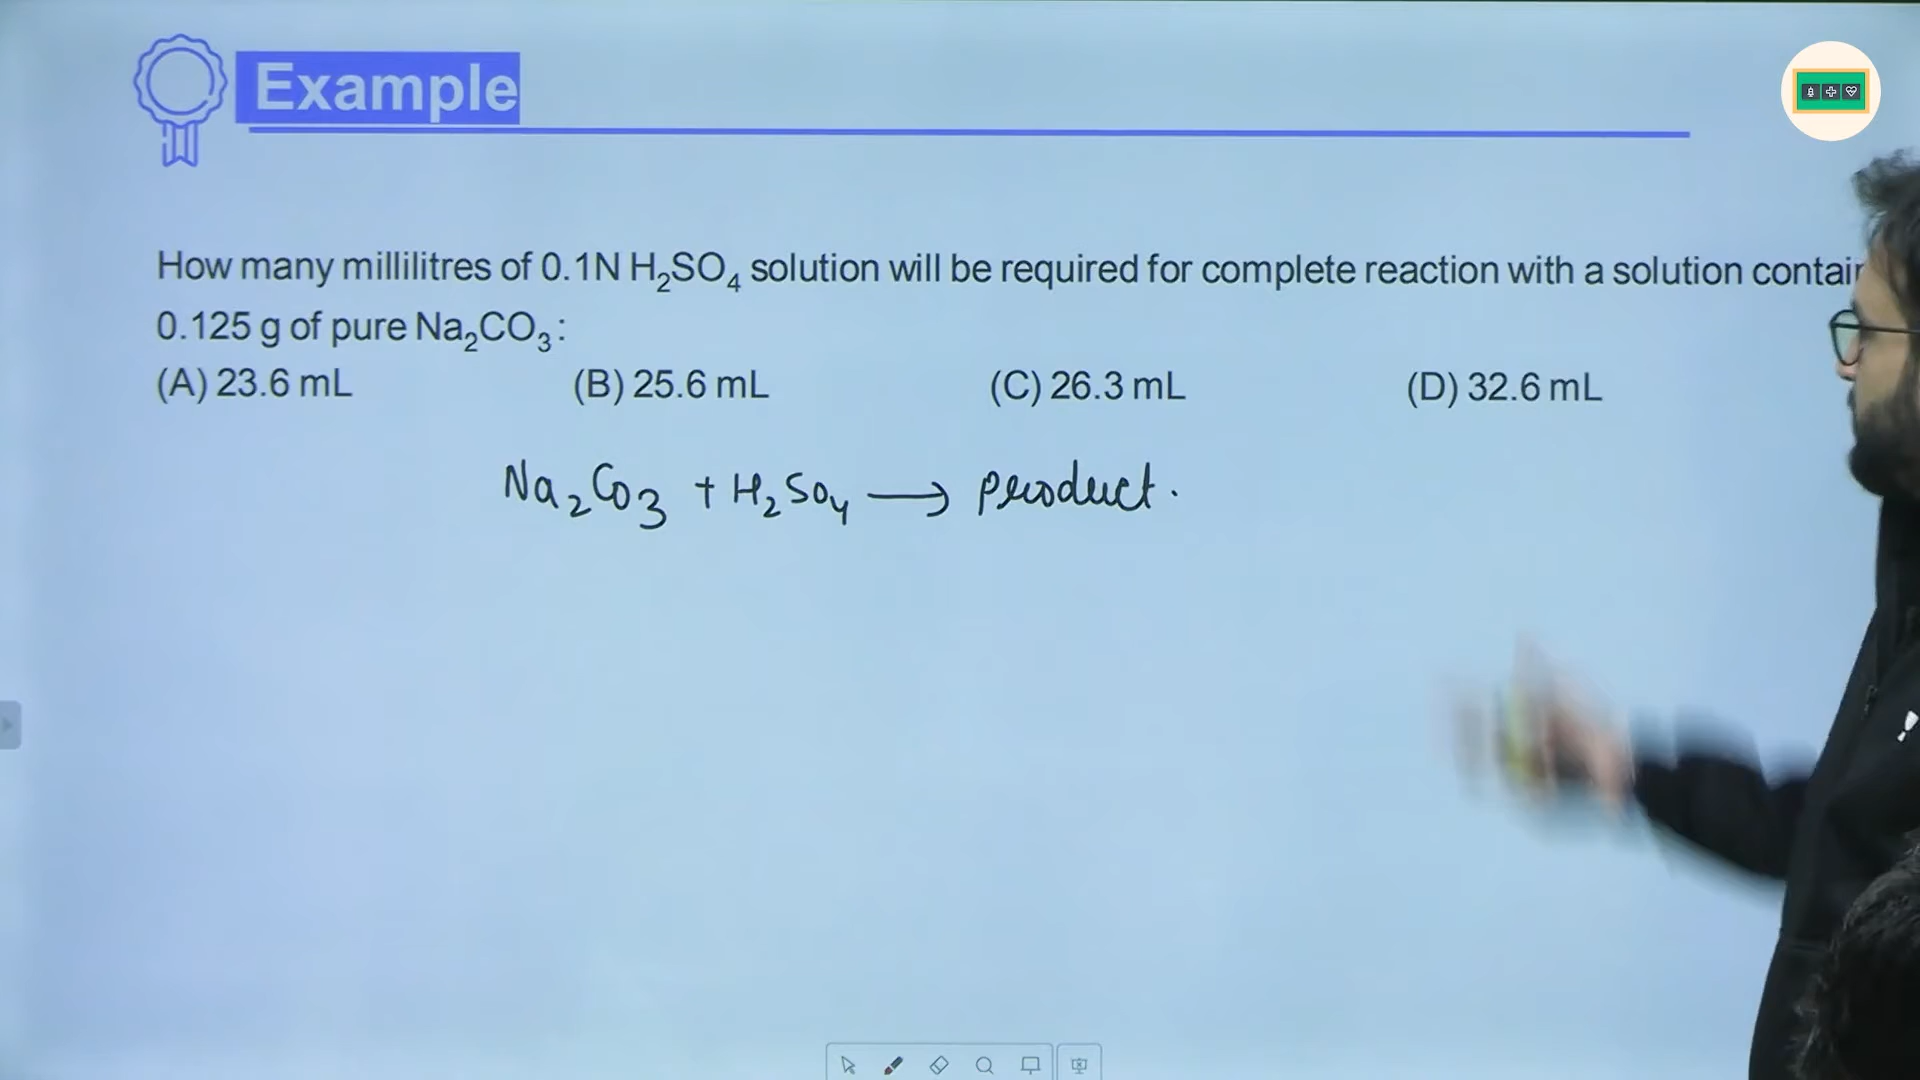 Example
How many millilitres of 0.1N H₂SO₄ solution will be required for complete reaction with a solution
0.125 g of pure Na₂CO₃:
(A) 23.6 mL (B) 25.6 mL (C) 26.3 mL (D) 32.6 mL
Na₂CO₃ + H₂SO₄ → product.